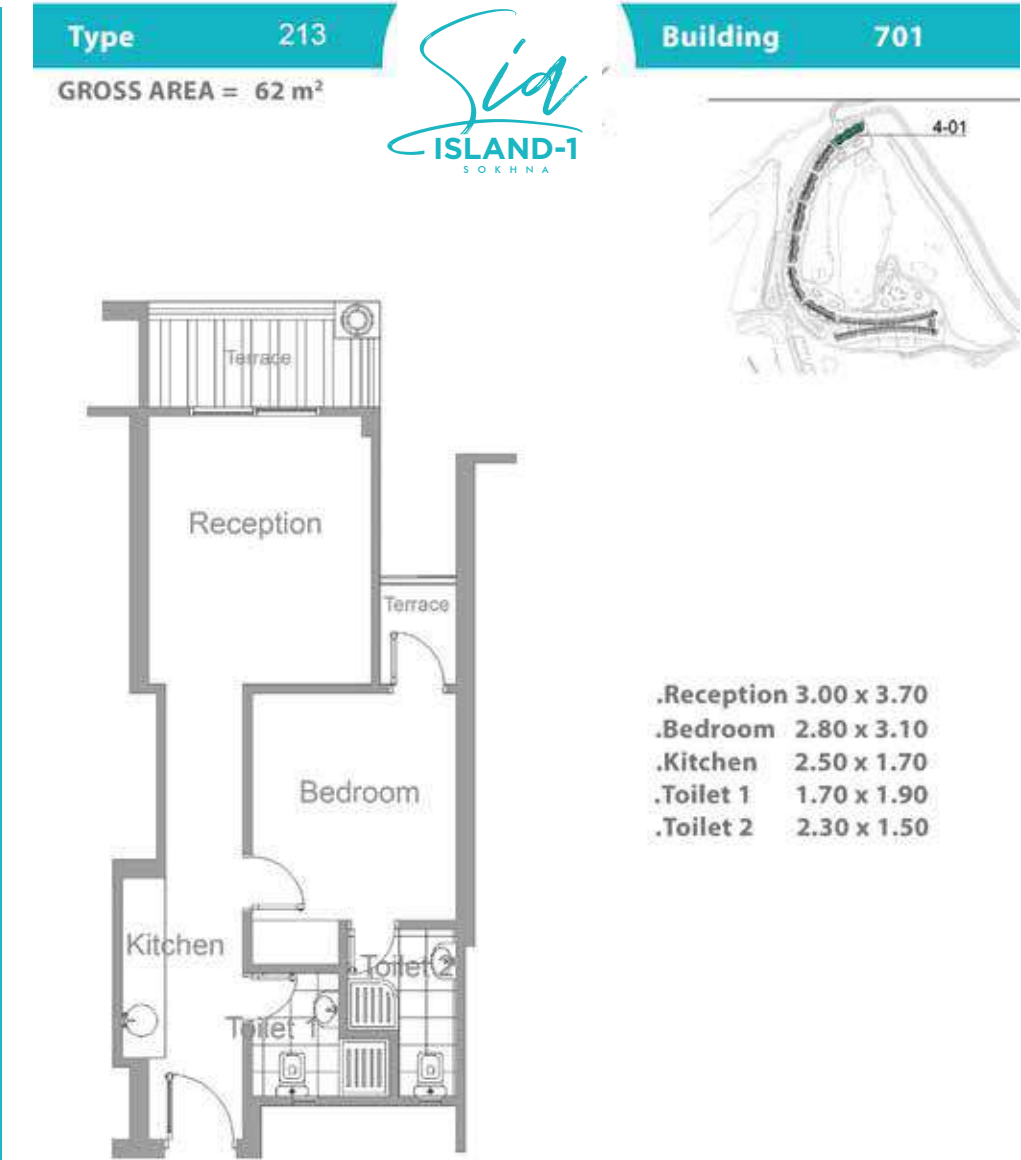 Type 213
Building 701
GROSS AREA = 62 m²
Sia
ISLAND-1
SOKHNA
4-01
Terrace
Reception
Terrace
Bedroom
Kitchen
Toilet 2
Toilet 1
.Reception 3.00 x 3.70
.Bedroom 2.80 x 3.10
.Kitchen 2.50 x 1.70
.Toilet 1 1.70 x 1.90
.Toilet 2 2.30 x 1.50